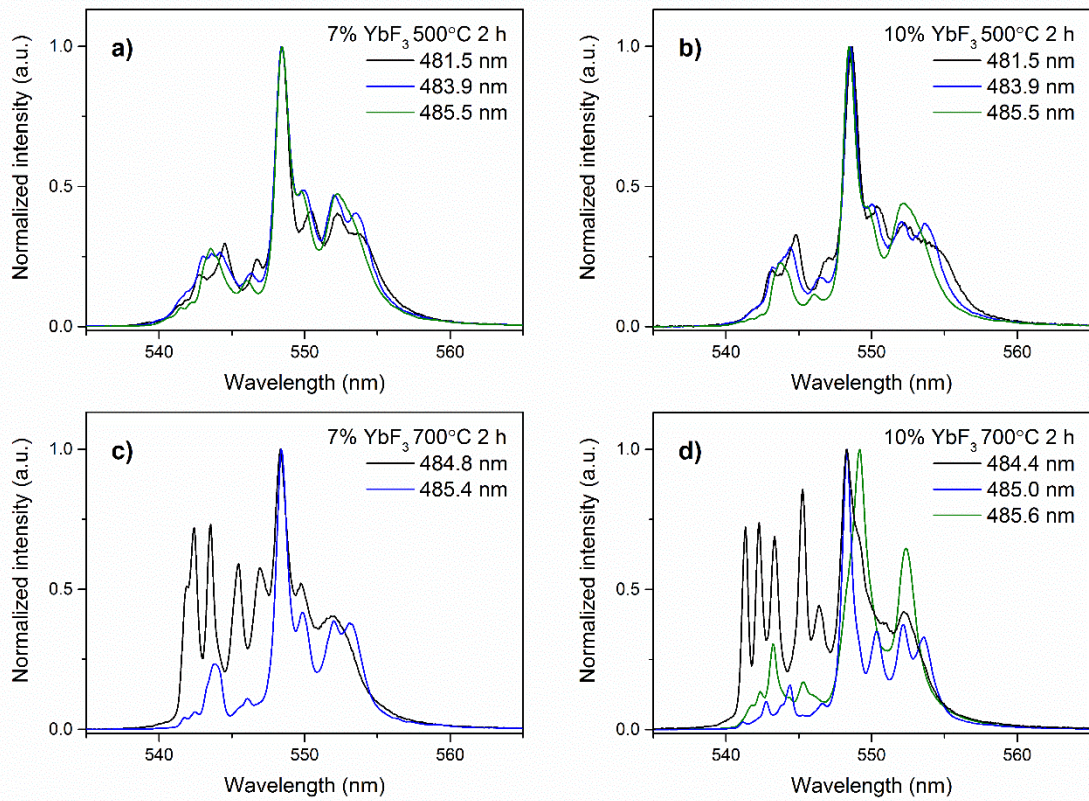 a)
7% YbF₃ 500°C 2 h
481.5 nm
483.9 nm
485.5 nm
1.0
0.5
0.0
Normalized intensity (a.u.)
540
550
560
Wavelength (nm)
b)
10% YbF₃ 500°C 2 h
481.5 nm
483.9 nm
485.5 nm
1.0
0.5
0.0
Normalized intensity (a.u.)
540
550
560
Wavelength (nm)
c)
7% YbF₃ 700°C 2 h
484.8 nm
485.4 nm
1.0
0.5
0.0
Normalized intensity (a.u.)
540
550
560
Wavelength (nm)
d)
10% YbF₃ 700°C 2 h
484.4 nm
485.0 nm
485.6 nm
1.0
0.5
0.0
Normalized intensity (a.u.)
540
550
560
Wavelength (nm)